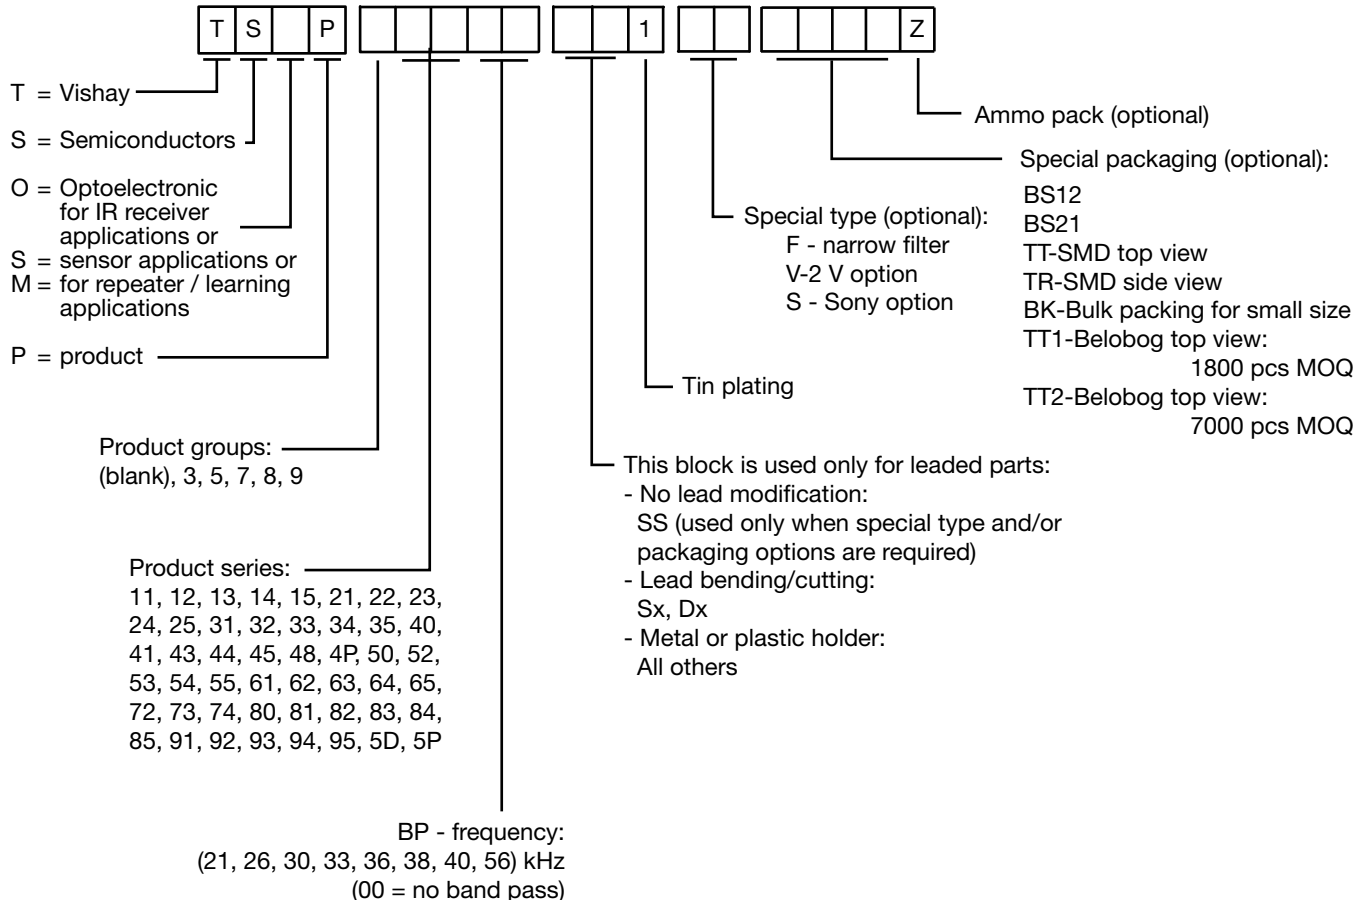 T S P 1 Z
T = Vishay
S = Semiconductors
O = Optoelectronic
for IR receiver
applications or
S = sensor applications or
M = for repeater / learning
applications
P = product
Product groups:
(blank), 3, 5, 7, 8, 9
Product series:
11, 12, 13, 14, 15, 21, 22, 23,
24, 25, 31, 32, 33, 34, 35, 40,
41, 43, 44, 45, 48, 4P, 50, 52,
53, 54, 55, 61, 62, 63, 64, 65,
72, 73, 74, 80, 81, 82, 83, 84,
85, 91, 92, 93, 94, 95, 5D, 5P
BP - frequency:
(21, 26, 30, 33, 36, 38, 40, 56) kHz
(00 = no band pass)
This block is used only for leaded parts:
- No lead modification:
SS (used only when special type and/or
packaging options are required)
- Lead bending/cutting:
Sx, Dx
- Metal or plastic holder:
All others
Tin plating
Special type (optional):
F - narrow filter
V-2 V option
S - Sony option
Special packaging (optional):
BS12
BS21
TT-SMD top view
TR-SMD side view
BK-Bulk packing for small size
TT1-Belobog top view:
1800 pcs MOQ
TT2-Belobog top view:
7000 pcs MOQ
Ammo pack (optional)